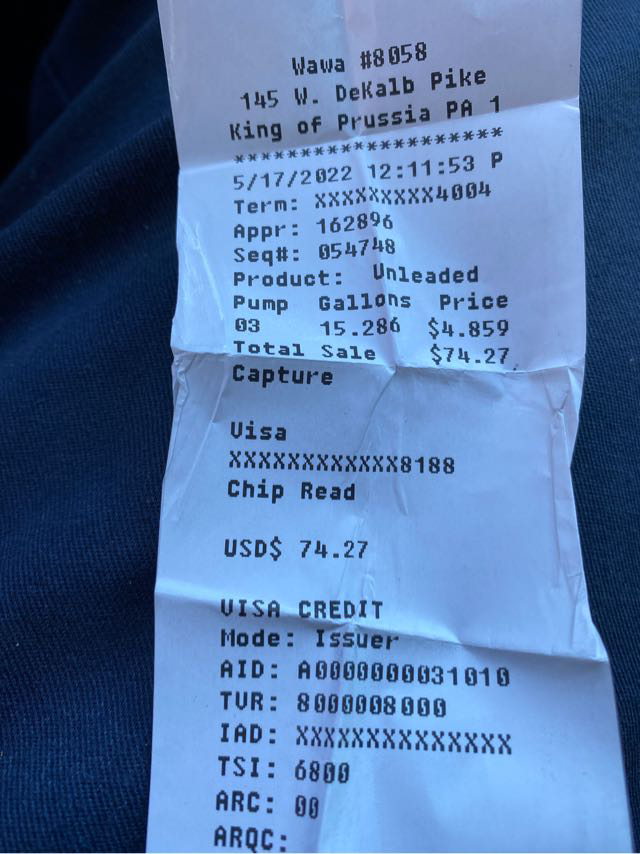 Wawa #8058
145 W. DeKalb Pike
King of Prussia PA 1
********************
5/17/2022 12:11:53 P
Term: XXXXXXXXX4004
Appr: 162896
Seq#: 054748
Product: Unleaded
Pump Gallons Price
03 15.286 $4.859
Total Sale $74.27
Capture
Visa
XXXXXXXXXXXX8188
Chip Read
USD$ 74.27
VISA CREDIT
Mode: Issuer
AID: A0000000031010
TVR: 8000008000
IAD: XXXXXXXXXXXXXX
TSI: 6800
ARC: 00
ARQC: